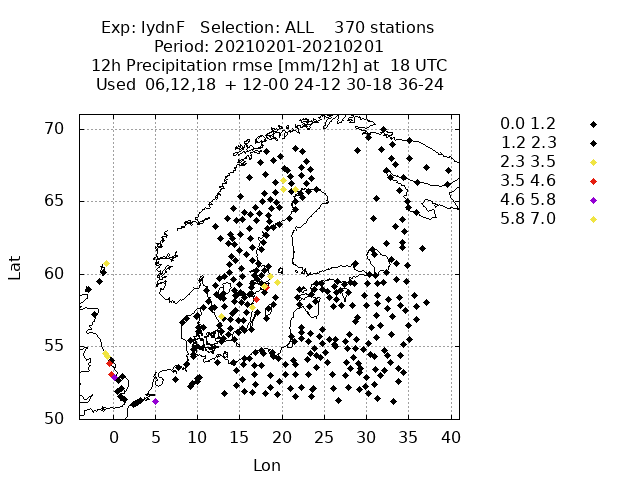 Exp: lydnF Selection: ALL 370 stations
Period: 20210201-20210201
12h Precipitation rmse [mm/12h] at 18 UTC
Used 06,12,18 + 12-00 24-12 30-18 36-24
0.0 1.2
1.2 2.3
2.3 3.5
3.5 4.6
4.6 5.8
5.8 7.0
70
65
60
55
50
Lat
0 5 10 15 20 25 30 35 40
Lon